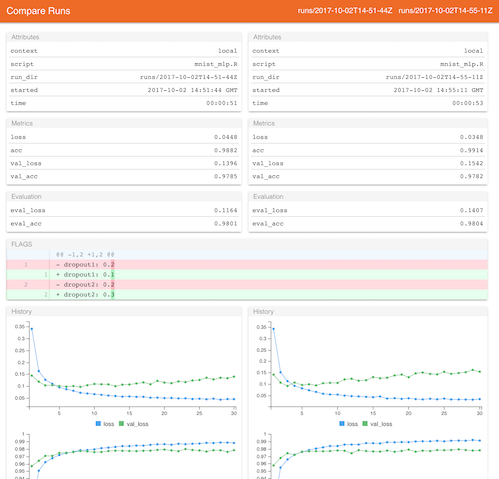 Compare Runs runs/2017-10-02T14-51-44Z runs/2017-10-02T14-55-11Z
Attributes
context local
script mnist_mlp.R
run_dir runs/2017-10-02T14-51-44Z
started 2017-10-02 14:51:44 GMT
time 00:00:51
Attributes
context local
script mnist_mlp.R
run_dir runs/2017-10-02T14-55-11Z
started 2017-10-02 14:55:11 GMT
time 00:00:53
Metrics
loss 0.0448
acc 0.9882
val_loss 0.1396
val_acc 0.9785
Metrics
loss 0.0348
acc 0.9914
val_loss 0.1542
val_acc 0.9782
Evaluation
eval_loss 0.1164
eval_acc 0.9801
Evaluation
eval_loss 0.1407
eval_acc 0.9804
FLAGS
@@ -1,2 +1,2 @@
1 - dropout1: 0.2
1 + dropout1: 0.1
2 - dropout2: 0.2
2 + dropout2: 0.3
History
0.35
0.3
0.25
0.2
0.15
0.1
0.05
5 10 15 20 25 30
loss val_loss
1
0.99
0.98
0.97
0.96
0.95
0.94
History
0.35
0.3
0.25
0.2
0.15
0.1
0.05
5 10 15 20 25 30
loss val_loss
1
0.99
0.98
0.97
0.96
0.95
0.94